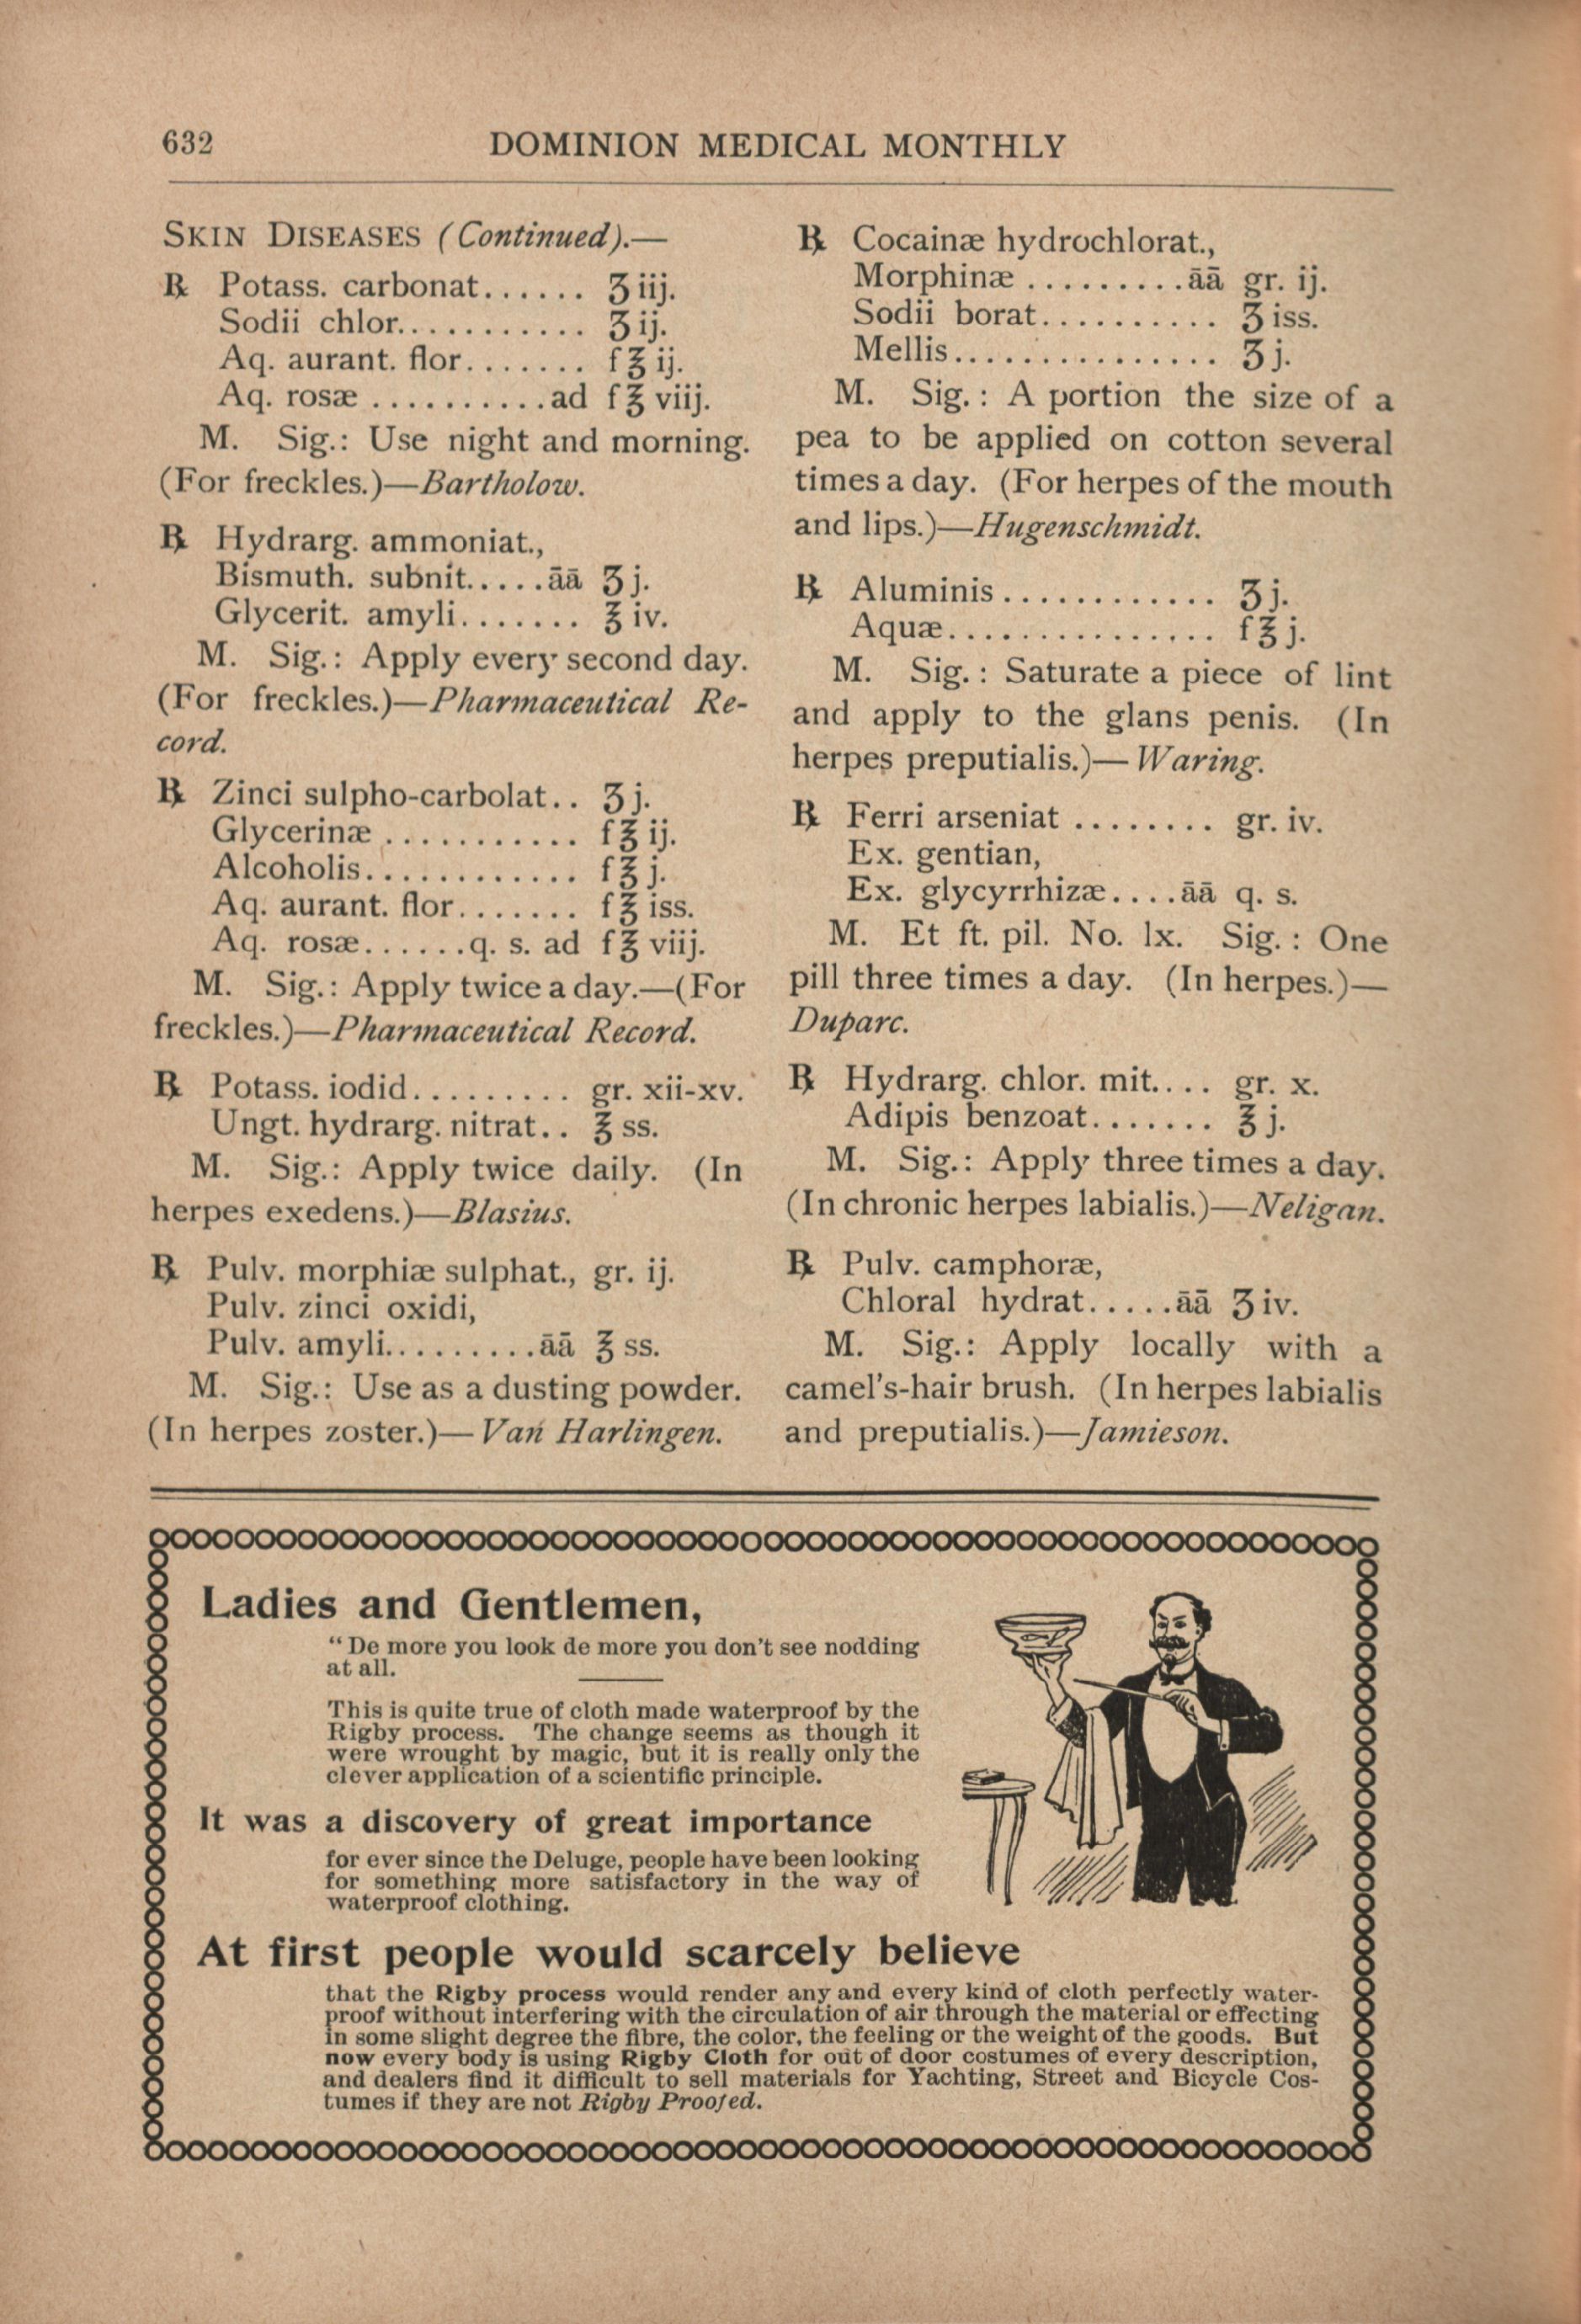 632
DOMINION MEDICAL MONTHLY
SKIN DISEASES (Continued).—
℞ Potass. carbonat...... ʒ iij.
Sodii chlor............ ʒ ij.
Aq. aurant. flor....... f℥ ij.
Aq. rosæ ..........ad f℥ viij.
M. Sig.: Use night and morning.
(For freckles.)—Bartholow.
℞ Hydrarg. ammoniat.,
Bismuth. subnit.....āā ʒ j.
Glycerit. amyli....... ℥ iv.
M. Sig.: Apply every second day.
(For freckles.)—Pharmaceutical Re-
cord.
℞ Zinci sulpho-carbolat.. ʒ j.
Glycerinæ ........... f℥ ij.
Alcoholis............ f℥ j.
Aq. aurant. flor....... f℥ iss.
Aq. rosæ......q. s. ad f℥ viij.
M. Sig.: Apply twice a day.—(For
freckles.)—Pharmaceutical Record.
℞ Potass. iodid......... gr. xii-xv.
Ungt. hydrarg. nitrat.. ℥ ss.
M. Sig.: Apply twice daily. (In
herpes exedens.)—Blasius.
℞ Pulv. morphiæ sulphat., gr. ij.
Pulv. zinci oxidi,
Pulv. amyli..........āā ℥ ss.
M. Sig.: Use as a dusting powder.
(In herpes zoster.)—Van Harlingen.
℞ Cocainæ hydrochlorat.,
Morphinæ .........āā gr. ij.
Sodii borat.......... ʒ iss.
Mellis............... ʒ j.
M. Sig.: A portion the size of a
pea to be applied on cotton several
times a day. (For herpes of the mouth
and lips.)—Hugenschmidt.
℞ Aluminis............ ʒ j.
Aquæ............... f℥ j.
M. Sig.: Saturate a piece of lint
and apply to the glans penis. (In
herpes preputialis.)—Waring.
℞ Ferri arseniat ........ gr. iv.
Ex. gentian,
Ex. glycyrrhizæ....āā q. s.
M. Et ft. pil. No. lx. Sig.: One
pill three times a day. (In herpes.)—
Duparc.
℞ Hydrarg. chlor. mit.... gr. x.
Adipis benzoat....... ℥ j.
M. Sig.: Apply three times a day.
(In chronic herpes labialis.)—Neligan.
℞ Pulv. camphoræ,
Chloral hydrat.....āā ʒ iv.
M. Sig.: Apply locally with a
camel's-hair brush. (In herpes labialis
and preputialis.)—Jamieson.
Ladies and Gentlemen,
"De more you look de more you don't see nodding
at all.
This is quite true of cloth made waterproof by the
Rigby process. The change seems as though it
were wrought by magic, but it is really only the
clever application of a scientific principle.
It was a discovery of great importance
for ever since the Deluge, people have been looking
for something more satisfactory in the way of
waterproof clothing.
At first people would scarcely believe
that the Rigby process would render any and every kind of cloth perfectly water-
proof without interfering with the circulation of air through the material or effecting
in some slight degree the fibre, the color, the feeling or the weight of the goods. But
now every body is using Rigby Cloth for out of door costumes of every description,
and dealers find it difficult to sell materials for Yachting, Street and Bicycle Cos-
tumes if they are not Rigby Proofed.